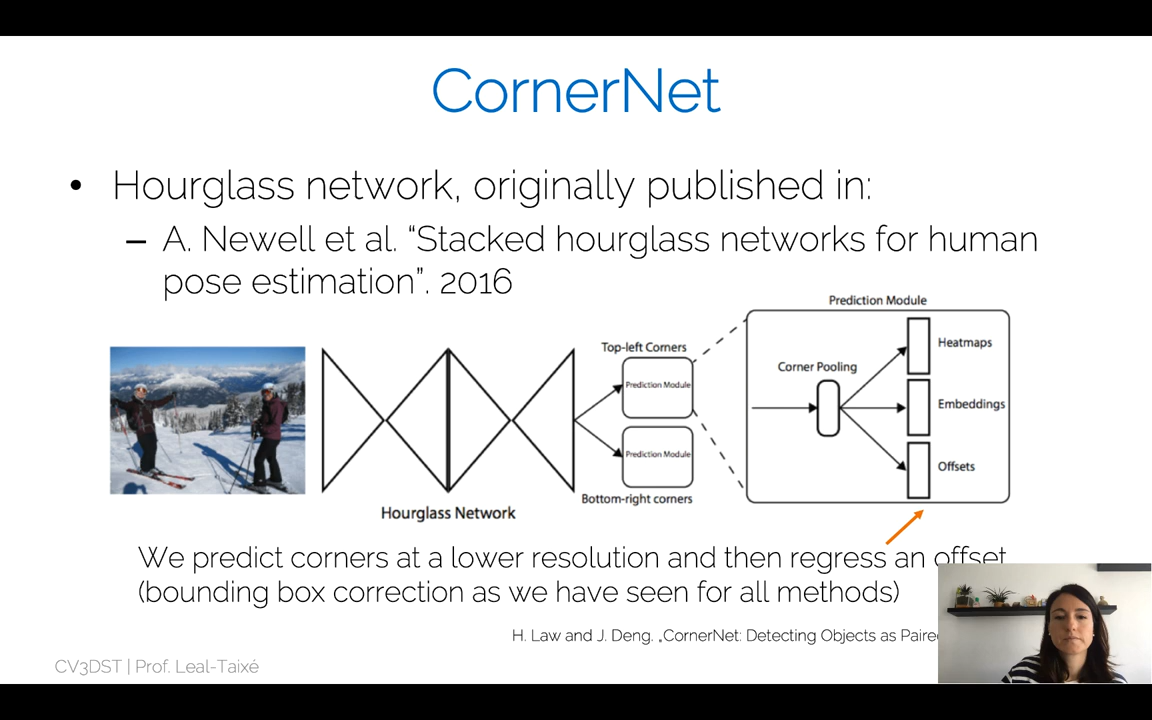 CornerNet
• Hourglass network, originally published in:
– A. Newell et al. “Stacked hourglass networks for human
pose estimation”. 2016
Prediction Module
Top-left Corners
Prediction Module
Prediction Module
Bottom-right corners
Hourglass Network
Corner Pooling
Heatmaps
Embeddings
Offsets
We predict corners at a lower resolution and then regress an offset
(bounding box correction as we have seen for all methods)
H. Law and J. Deng. „CornerNet: Detecting Objects as
CV3DST | Prof. Leal-Taixé